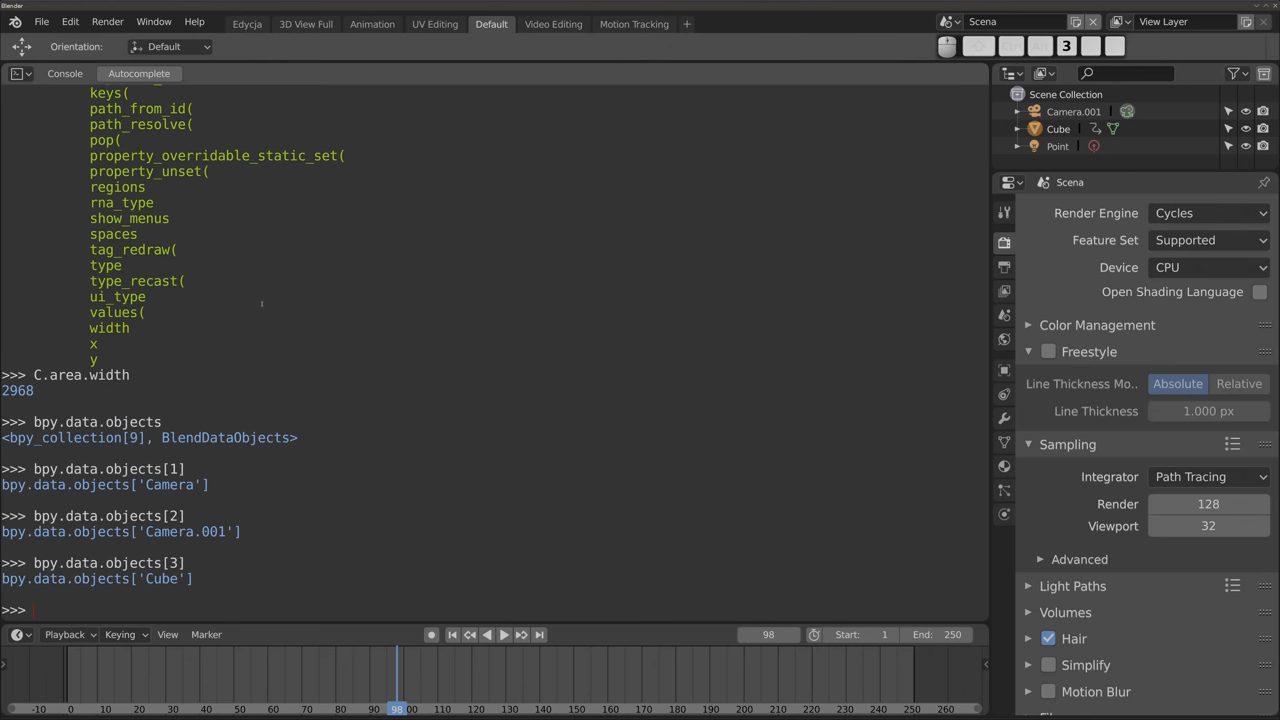 Blender
File Edit Render Window Help
Edycja 3D View Full Animation UV Editing Default Video Editing Motion Tracking +
Scena
View Layer
Orientation: Default
3
Console Autocomplete
keys(
path_from_id(
path_resolve(
pop(
property_overridable_static_set(
property_unset(
regions
rna_type
show_menus
spaces
tag_redraw(
type
type_recast(
ui_type
values(
width
x
y
>>> C.area.width
2968
>>> bpy.data.objects
<bpy_collection[9], BlendDataObjects>
>>> bpy.data.objects[1]
bpy.data.objects['Camera']
>>> bpy.data.objects[2]
bpy.data.objects['Camera.001']
>>> bpy.data.objects[3]
bpy.data.objects['Cube']
>>>
Scene Collection
Camera.001
Cube
Point
Scena
Render Engine Cycles
Feature Set Supported
Device CPU
Open Shading Language
Color Management
Freestyle
Line Thickness Mo.. Absolute Relative
Line Thickness 1.000 px
Sampling
Integrator Path Tracing
Render 128
Viewport 32
Advanced
Light Paths
Volumes
Hair
Simplify
Motion Blur
Playback Keying View Marker
98 Start: 1 End: 250
-10 0 10 20 30 40 50 60 70 80 90 98 00 110 120 130 140 150 160 170 180 190 200 210 220 230 240 250 260